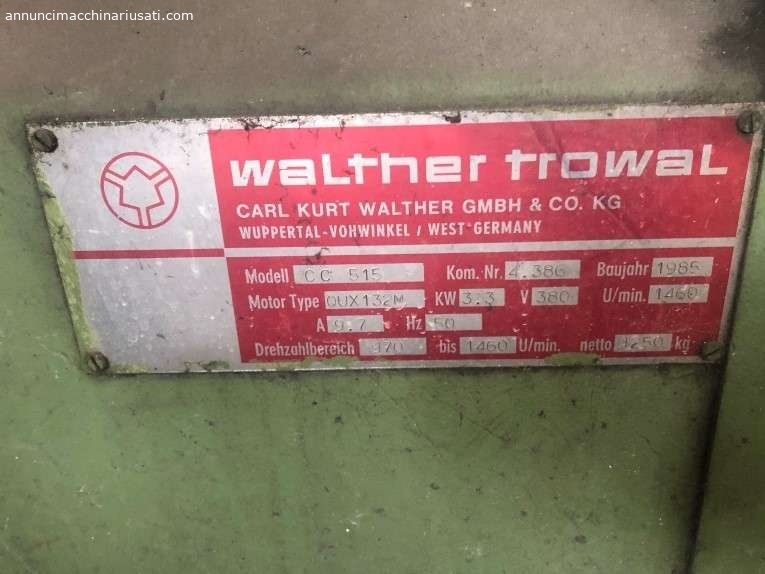 annuncimacchinariusati.com
walther trowal
CARL KURT WALTHER GMBH & CO. KG
WUPPERTAL-VOHWINKEL / WEST-GERMANY
Modell CC 515 Kom. Nr. 4.386 Baujahr 1985
Motor Type QUX132M KW 3.3 V 380 U/min. 1460
A 9.7 Hz 50
Drehzahlbereich 970 bis 1460 U/min. netto 1250 kg